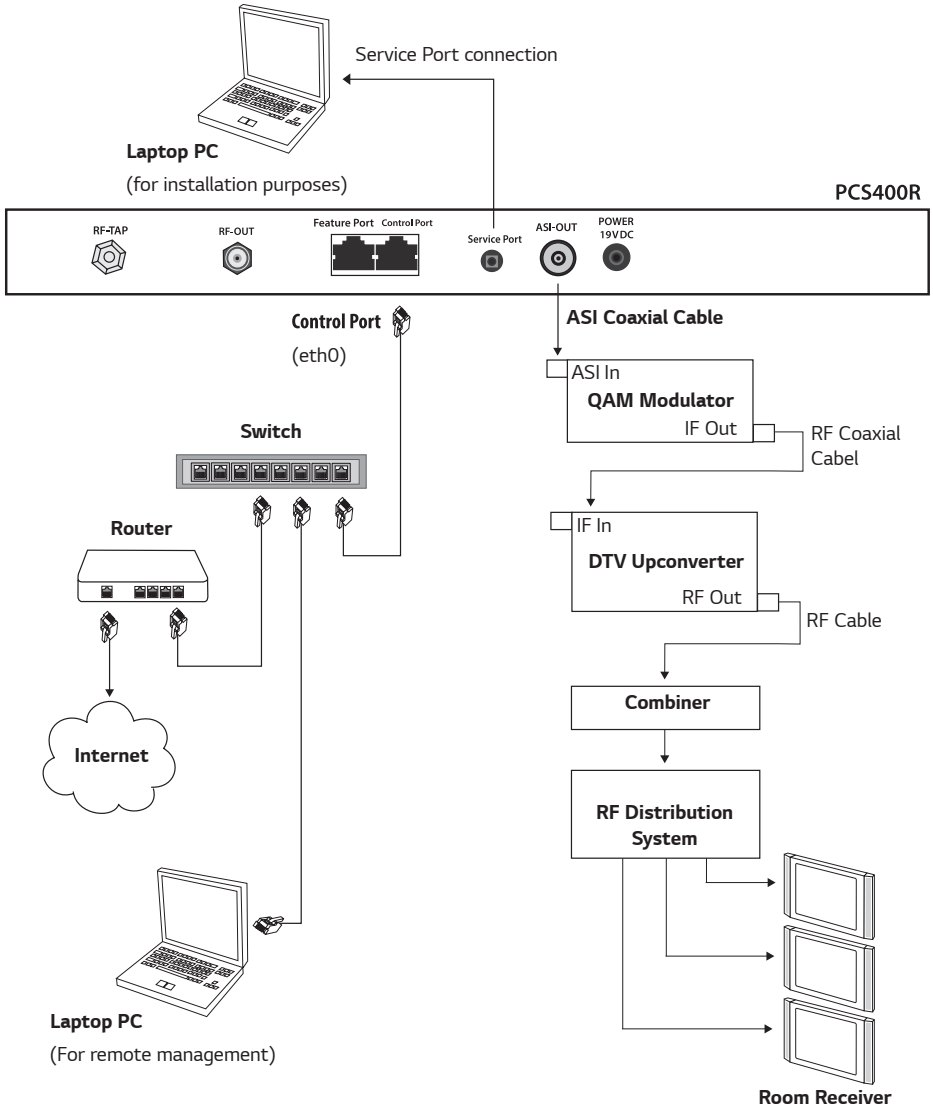 Service Port connection
Laptop PC
(for installation purposes)
PCS400R
RF-TAP
RF-OUT
Feature Port
Control Port
Service Port
ASI-OUT
POWER
19V DC
Control Port
(eth0)
ASI Coaxial Cable
ASI In
QAM Modulator
IF Out
RF Coaxial
Cabel
Switch
IF In
DTV Upconverter
RF Out
RF Cable
Router
Combiner
Internet
RF Distribution
System
Laptop PC
(For remote management)
Room Receiver